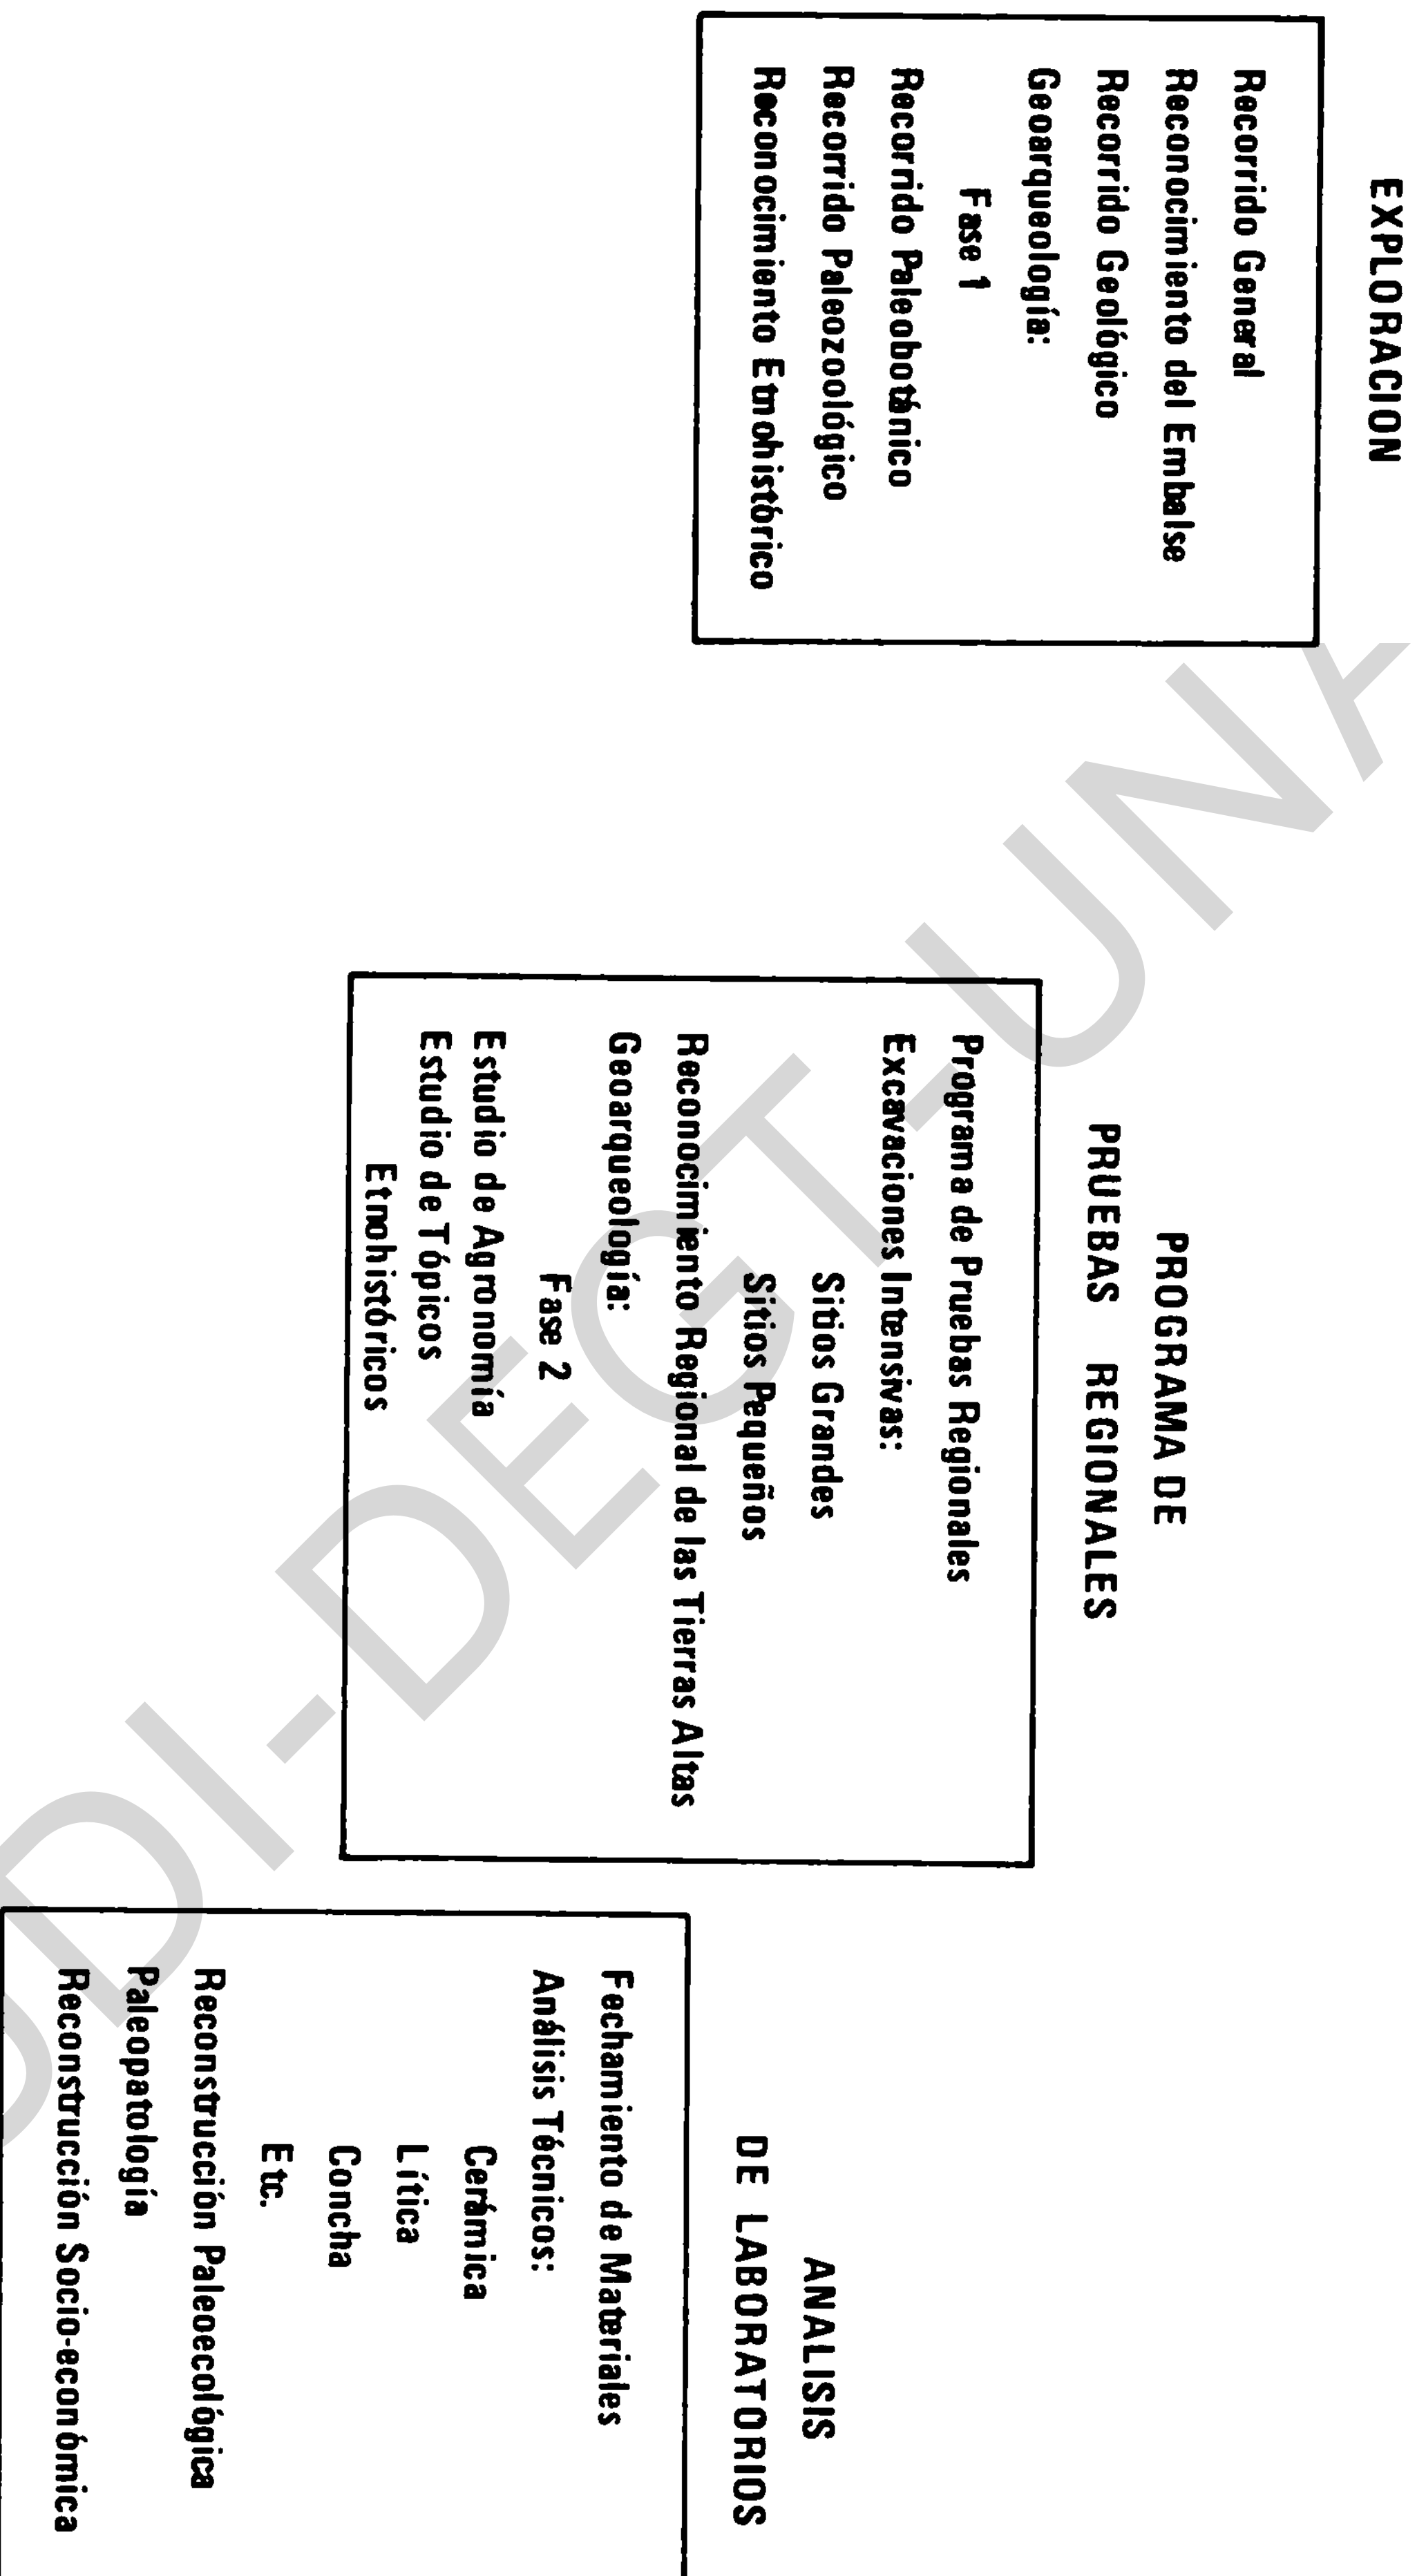 EXPLORACION
Recorrido General
Reconocimiento del Embalse
Recorrido Geológico
Geoarqueología:
Fase 1
Recorrido Paleobotánico
Recorrido Paleozoológico
Reconocimiento Etnohistórico
PROGRAMA DE
PRUEBAS REGIONALES
Programa de Pruebas Regionales
Excavaciones Intensivas:
Sitios Grandes
Sitios Pequeños
Reconocimiento Regional de las Tierras Altas
Geoarqueología:
Fase 2
Estudio de Agronomía
Estudio de Tópicos
Etnohistóricos
ANALISIS
DE LABORATORIOS
Fechamiento de Materiales
Análisis Técnicos:
Cerámica
Lítica
Concha
Etc.
Reconstrucción Paleoecológica
Paleopatología
Reconstrucción Socio-económica
UDI-DEGT-UNA